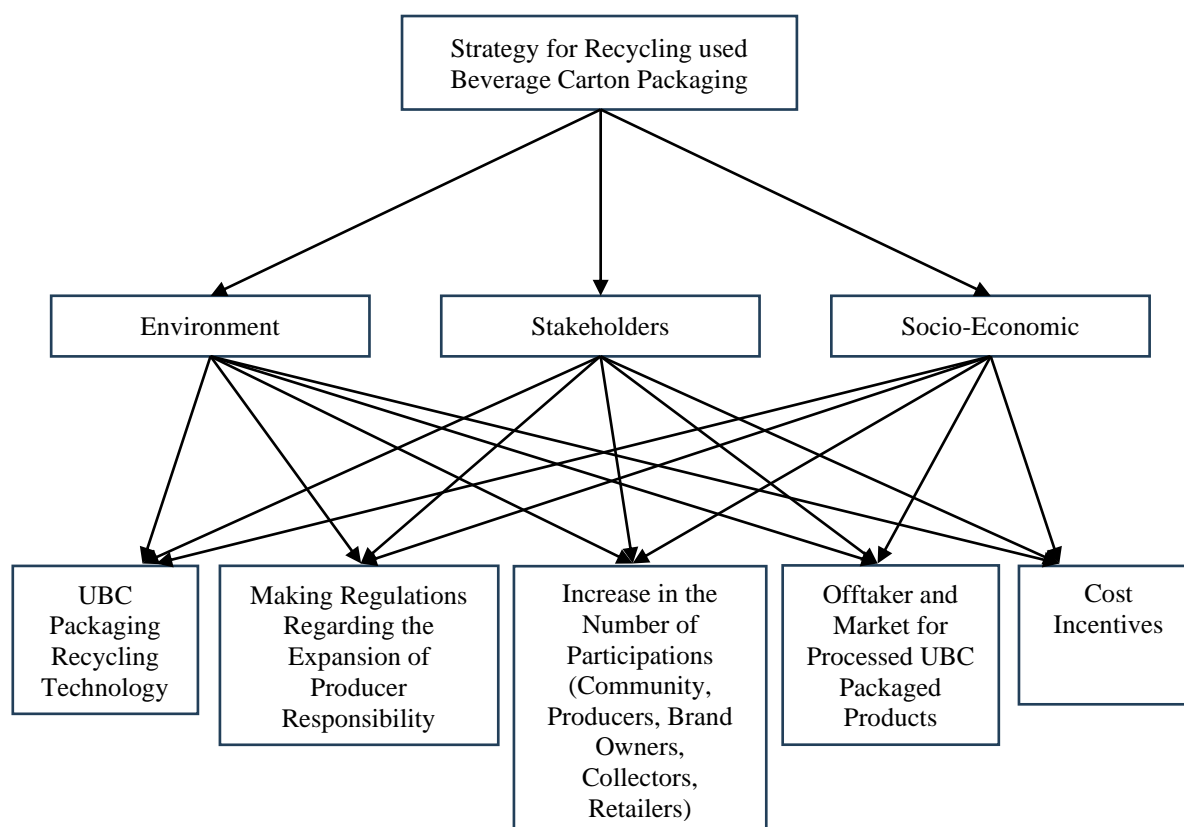 Strategy for Recycling used
Beverage Carton Packaging
Environment
Stakeholders
Socio-Economic
UBC
Packaging
Recycling
Technology
Making Regulations
Regarding the
Expansion of
Producer
Responsibility
Increase in the
Number of
Participations
(Community,
Producers, Brand
Owners,
Collectors,
Retailers)
Offtaker and
Market for
Processed UBC
Packaged
Products
Cost
Incentives